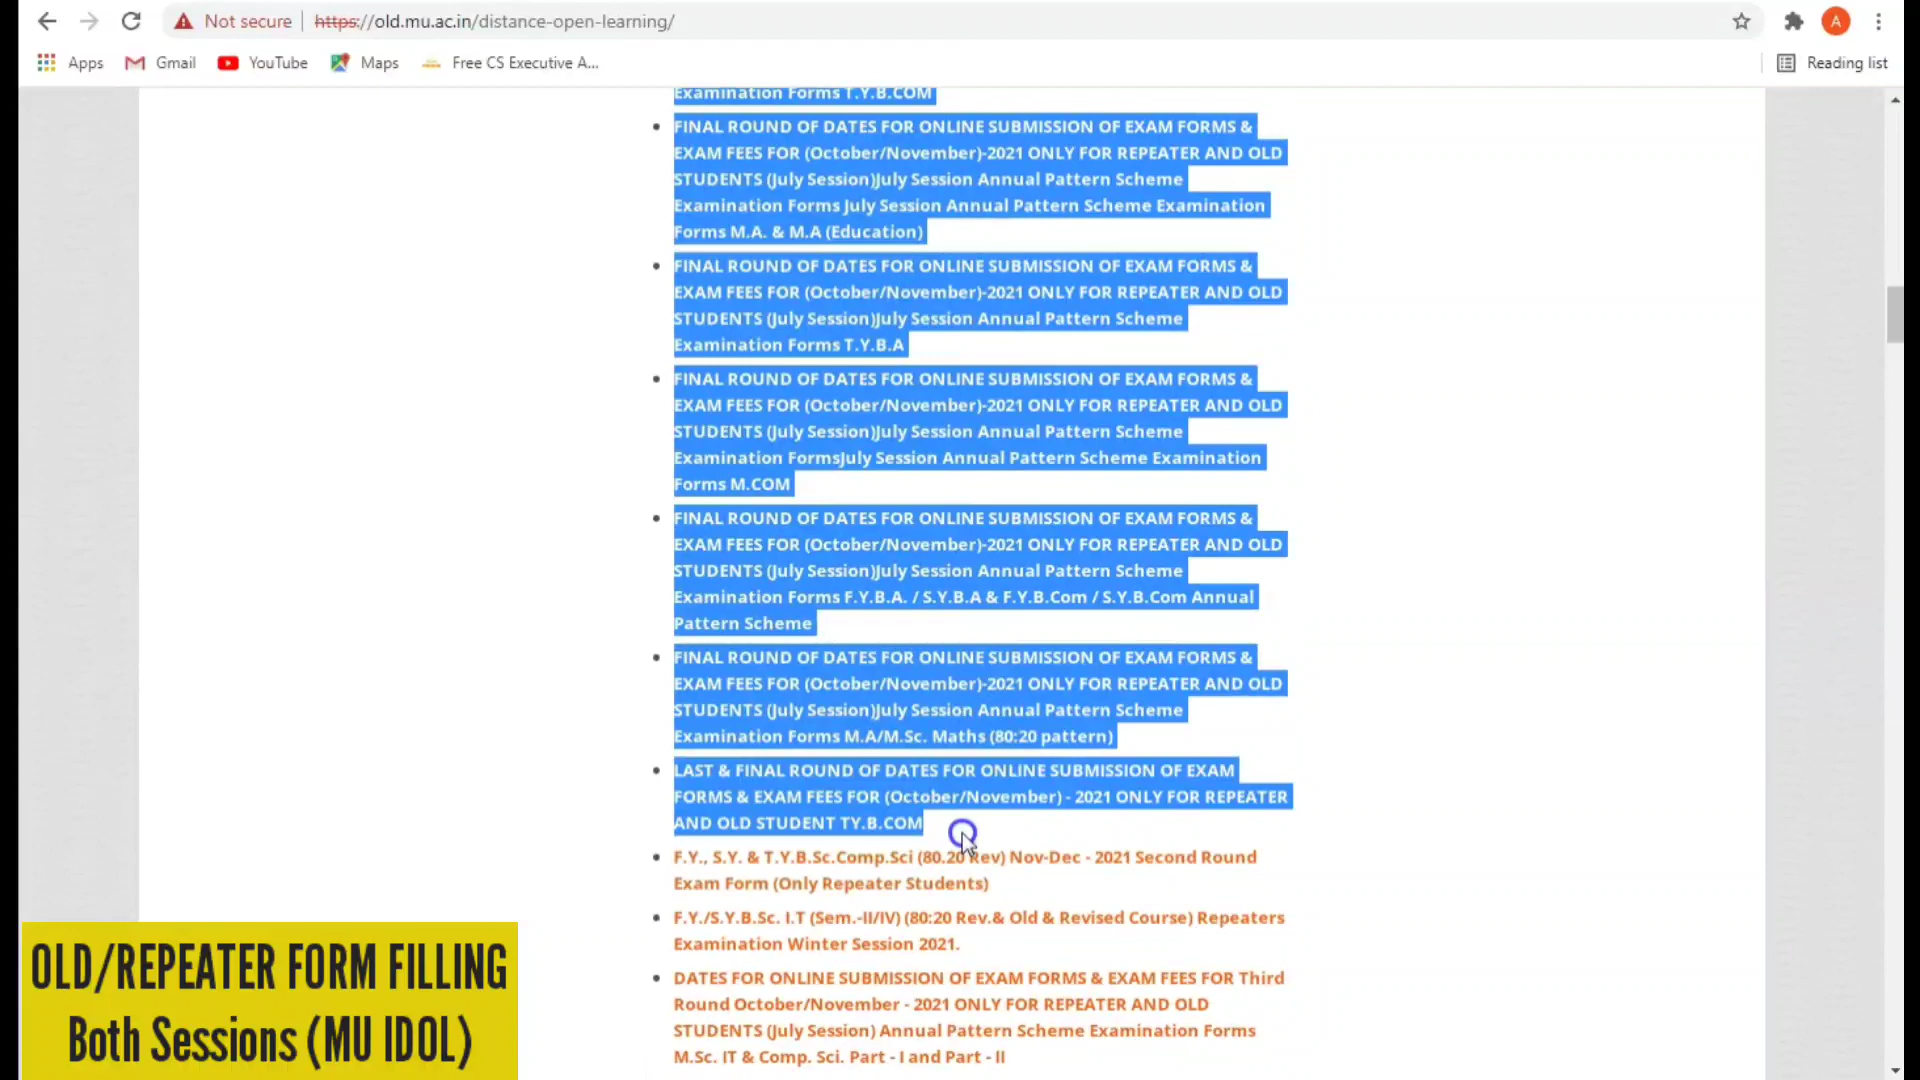 Not secure
https://old.mu.ac.in/distance-open-learning/
A
Apps
Gmail
YouTube
Maps
Free CS Executive A...
Reading list
Examination Forms T.Y.B.COM
FINAL ROUND OF DATES FOR ONLINE SUBMISSION OF EXAM FORMS &
EXAM FEES FOR (October/November)-2021 ONLY FOR REPEATER AND OLD
STUDENTS (July Session)July Session Annual Pattern Scheme
Examination Forms July Session Annual Pattern Scheme Examination
Forms M.A. & M.A (Education)
FINAL ROUND OF DATES FOR ONLINE SUBMISSION OF EXAM FORMS &
EXAM FEES FOR (October/November)-2021 ONLY FOR REPEATER AND OLD
STUDENTS (July Session)July Session Annual Pattern Scheme
Examination Forms T.Y.B.A
FINAL ROUND OF DATES FOR ONLINE SUBMISSION OF EXAM FORMS &
EXAM FEES FOR (October/November)-2021 ONLY FOR REPEATER AND OLD
STUDENTS (July Session)July Session Annual Pattern Scheme
Examination FormsJuly Session Annual Pattern Scheme Examination
Forms M.COM
FINAL ROUND OF DATES FOR ONLINE SUBMISSION OF EXAM FORMS &
EXAM FEES FOR (October/November)-2021 ONLY FOR REPEATER AND OLD
STUDENTS (July Session)July Session Annual Pattern Scheme
Examination Forms F.Y.B.A. / S.Y.B.A & F.Y.B.Com / S.Y.B.Com Annual
Pattern Scheme
FINAL ROUND OF DATES FOR ONLINE SUBMISSION OF EXAM FORMS &
EXAM FEES FOR (October/November)-2021 ONLY FOR REPEATER AND OLD
STUDENTS (July Session)July Session Annual Pattern Scheme
Examination Forms M.A/M.Sc. Maths (80:20 pattern)
LAST & FINAL ROUND OF DATES FOR ONLINE SUBMISSION OF EXAM
FORMS & EXAM FEES FOR (October/November) - 2021 ONLY FOR REPEATER
AND OLD STUDENT TY.B.COM
F.Y., S.Y. & T.Y.B.Sc.Comp.Sci (80.20 Rev) Nov-Dec - 2021 Second Round
Exam Form (Only Repeater Students)
F.Y./S.Y.B.Sc. I.T (Sem.-II/IV) (80:20 Rev.& Old & Revised Course) Repeaters
Examination Winter Session 2021.
DATES FOR ONLINE SUBMISSION OF EXAM FORMS & EXAM FEES FOR Third
Round October/November - 2021 ONLY FOR REPEATER AND OLD
STUDENTS (July Session) Annual Pattern Scheme Examination Forms
M.Sc. IT & Comp. Sci. Part - I and Part - II
OLD/REPEATER FORM FILLING
Both Sessions (MU IDOL)